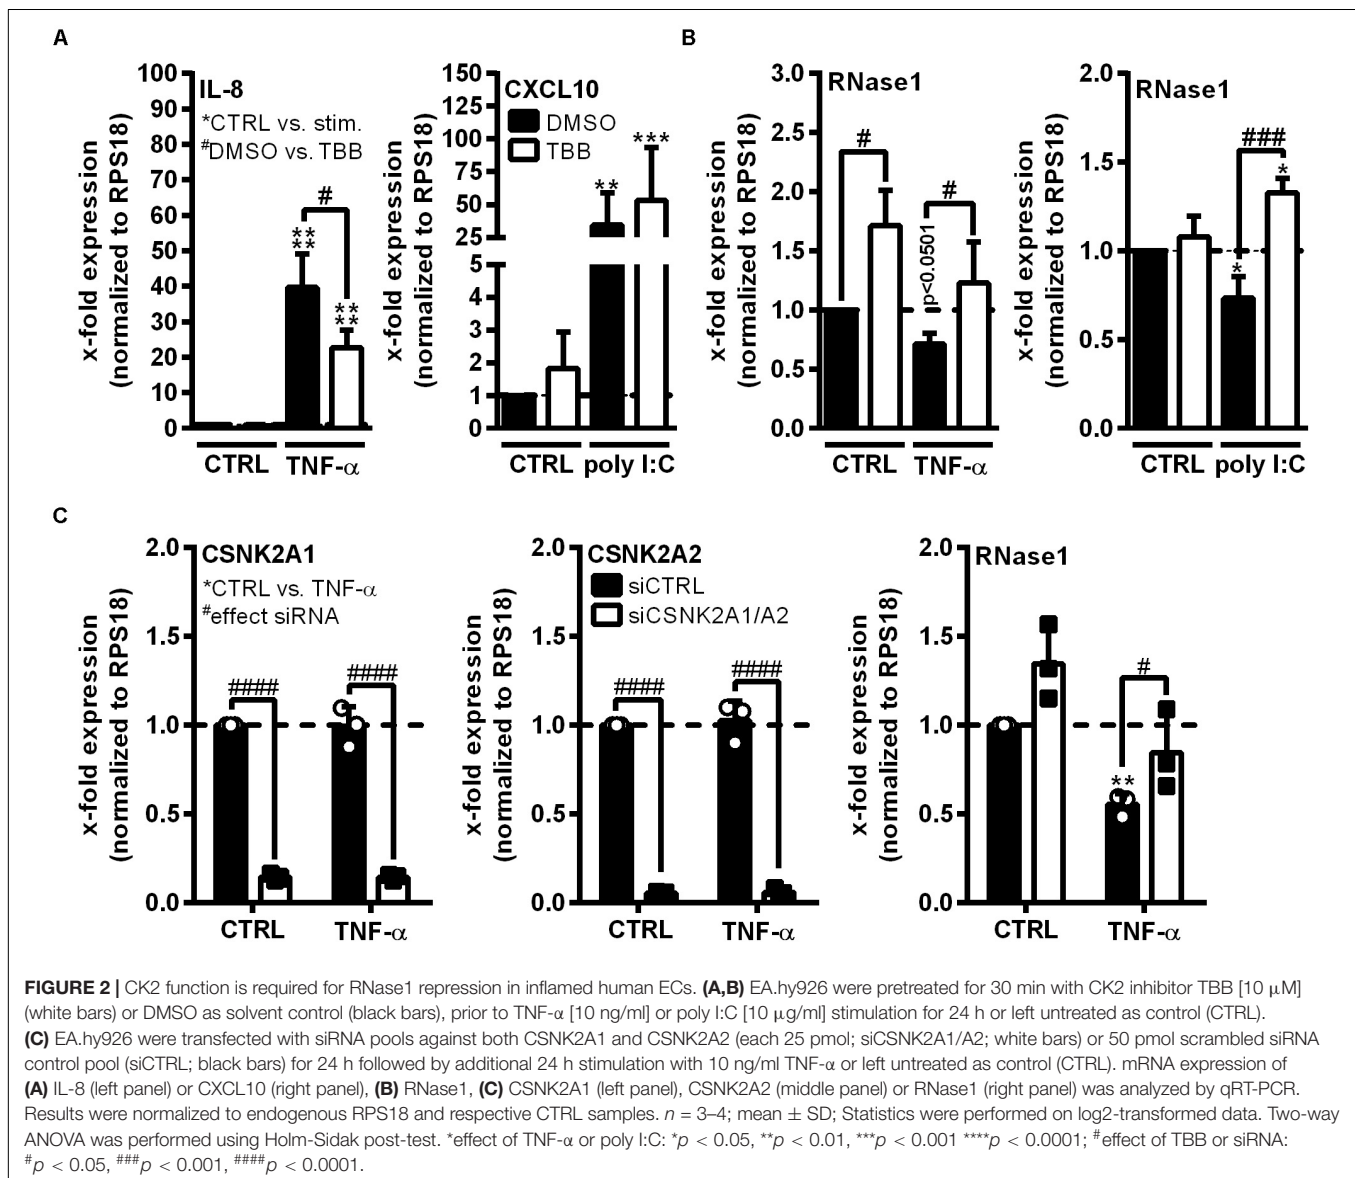 A
B
x-fold expression
(normalized to RPS18)
100
90
80
70
60
50
40
30
20
10
0
IL-8
*CTRL vs. stim.
#DMSO vs. TBB
#
**
**
**
**
CTRL
TNF-α
x-fold expression
(normalized to RPS18)
150
125
100
75
50
25
5
4
3
2
1
0
CXCL10
DMSO
TBB
**
***
CTRL
poly I:C
x-fold expression
(normalized to RPS18)
3.0
2.5
2.0
1.5
1.0
0.5
0.0
RNase1
#
#
p<0.0501
CTRL
TNF-α
x-fold expression
(normalized to RPS18)
2.0
1.5
1.0
0.5
0.0
RNase1
###
*
*
CTRL
poly I:C
C
x-fold expression
(normalized to RPS18)
2.0
1.5
1.0
0.5
0.0
CSNK2A1
*CTRL vs. TNF-α
#effect siRNA
####
####
CTRL
TNF-α
x-fold expression
(normalized to RPS18)
2.0
1.5
1.0
0.5
0.0
CSNK2A2
siCTRL
siCSNK2A1/A2
####
####
CTRL
TNF-α
x-fold expression
(normalized to RPS18)
2.0
1.5
1.0
0.5
0.0
RNase1
#
**
CTRL
TNF-α
FIGURE 2 | CK2 function is required for RNase1 repression in inflamed human ECs. (A,B) EA.hy926 were pretreated for 30 min with CK2 inhibitor TBB [10 μM]
(white bars) or DMSO as solvent control (black bars), prior to TNF-α [10 ng/ml] or poly I:C [10 μg/ml] stimulation for 24 h or left untreated as control (CTRL).
(C) EA.hy926 were transfected with siRNA pools against both CSNK2A1 and CSNK2A2 (each 25 pmol; siCSNK2A1/A2; white bars) or 50 pmol scrambled siRNA
control pool (siCTRL; black bars) for 24 h followed by additional 24 h stimulation with 10 ng/ml TNF-α or left untreated as control (CTRL). mRNA expression of
(A) IL-8 (left panel) or CXCL10 (right panel), (B) RNase1, (C) CSNK2A1 (left panel), CSNK2A2 (middle panel) or RNase1 (right panel) was analyzed by qRT-PCR.
Results were normalized to endogenous RPS18 and respective CTRL samples. n = 3–4; mean ± SD; Statistics were performed on log2-transformed data. Two-way
ANOVA was performed using Holm-Sidak post-test. *effect of TNF-α or poly I:C: *p < 0.05, **p < 0.01, ***p < 0.001 ****p < 0.0001; #effect of TBB or siRNA:
#p < 0.05, ###p < 0.001, ####p < 0.0001.